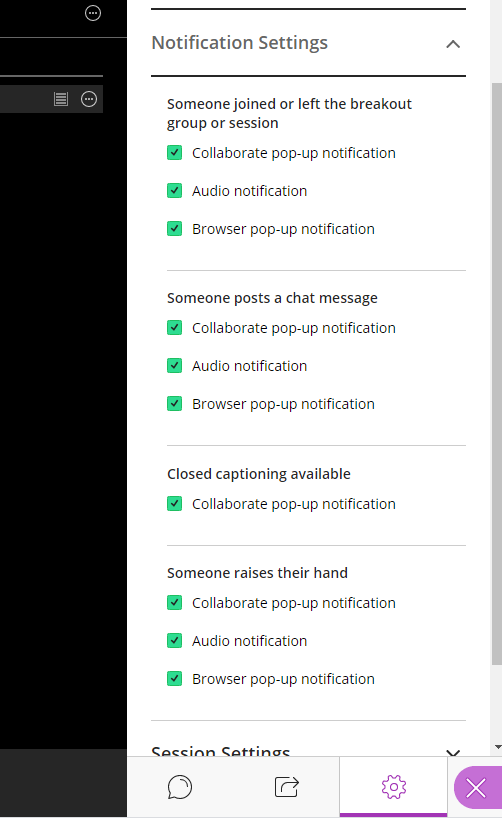 Notification Settings
Someone joined or left the breakout
group or session
Collaborate pop-up notification
Audio notification
Browser pop-up notification
Someone posts a chat message
Collaborate pop-up notification
Audio notification
Browser pop-up notification
Closed captioning available
Collaborate pop-up notification
Someone raises their hand
Collaborate pop-up notification
Audio notification
Browser pop-up notification
Session Settings